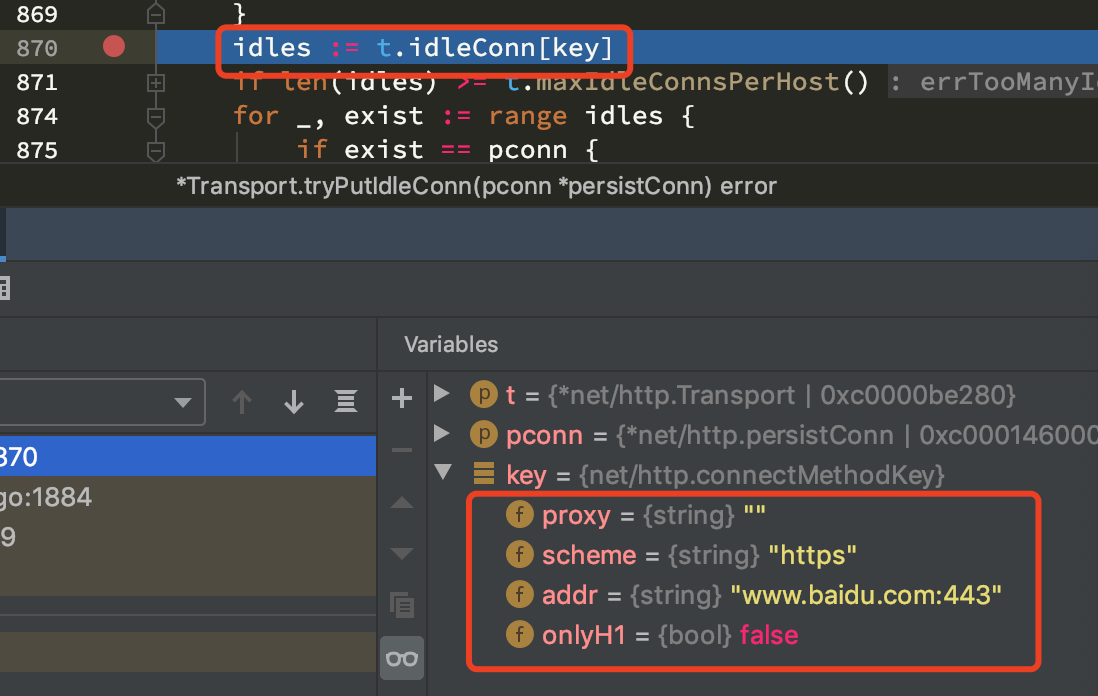 869 }
870 idles := t.idleConn[key]
871 if len(idles) >= t.maxIdleConnsPerHost() : errTooManyI
874 for _, exist := range idles {
875 if exist == pconn {
*Transport.tryPutIdleConn(pconn *persistConn) error
Variables
p t = {*net/http.Transport | 0xc0000be280}
p pconn = {*net/http.persistConn | 0xc000146000
870
key = {net/http.connectMethodKey}
go:1884
f proxy = {string} ""
9
f scheme = {string} "https"
f addr = {string} "www.baidu.com:443"
f onlyH1 = {bool} false